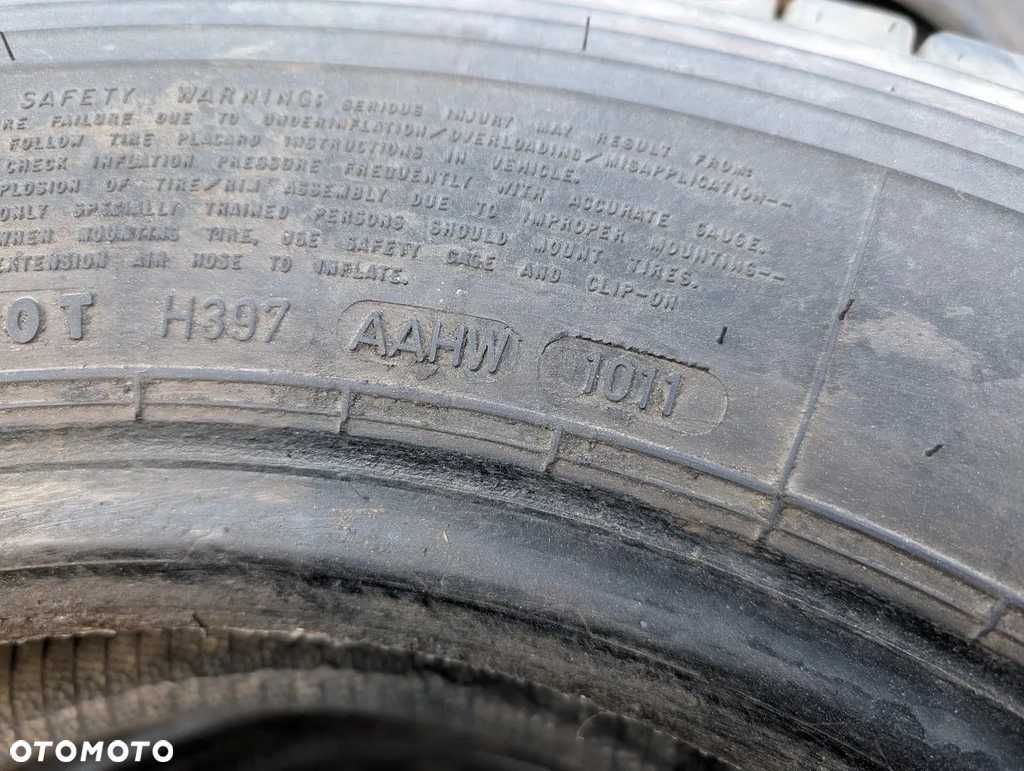 SAFETY WARNING: SERIOUS INJURY MAY RESULT FROM:
RE FAILURE DUE TO UNDERINFLATION/OVERLOADING/MISAPPLICATION--
FOLLOW TIRE PLACARD INSTRUCTIONS IN VEHICLE.
CHECK INFLATION PRESSURE FREQUENTLY WITH ACCURATE GAUGE.
PLOSION OF TIRE/RIM ASSEMBLY DUE TO IMPROPER MOUNTING--
ONLY SPECIALLY TRAINED PERSONS SHOULD MOUNT TIRES.
WHEN MOUNTING TIRE, USE SAFETY CAGE AND CLIP-ON
EXTENSION AIR HOSE TO INFLATE.
OT H397 AAHW 1011
OTOMOTO